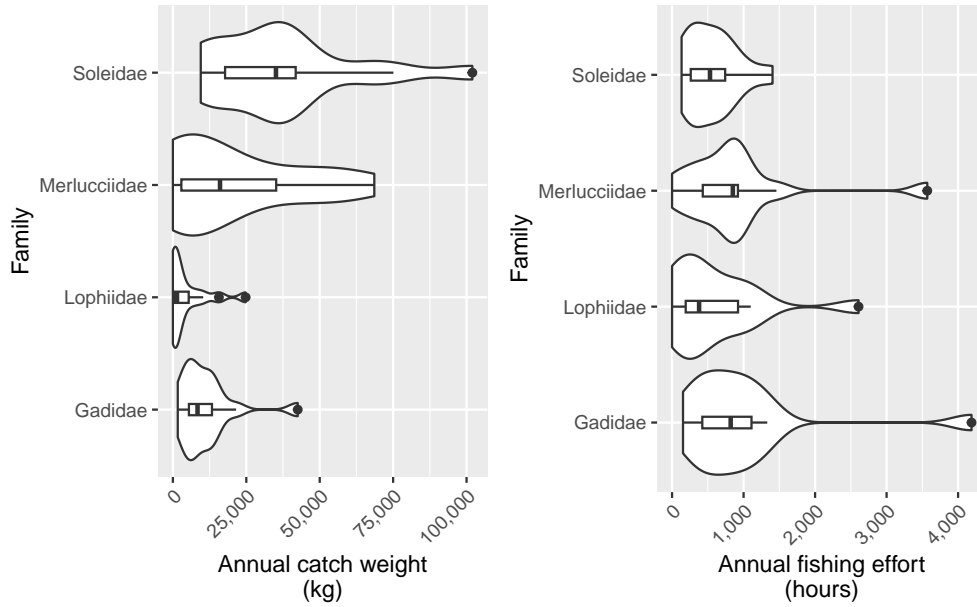 Family
Soleidae
Merlucciidae
Lophiidae
Gadidae
0
25,000
50,000
75,000
100,000
Annual catch weight
(kg)
Family
Soleidae
Merlucciidae
Lophiidae
Gadidae
0
1,000
2,000
3,000
4,000
Annual fishing effort
(hours)